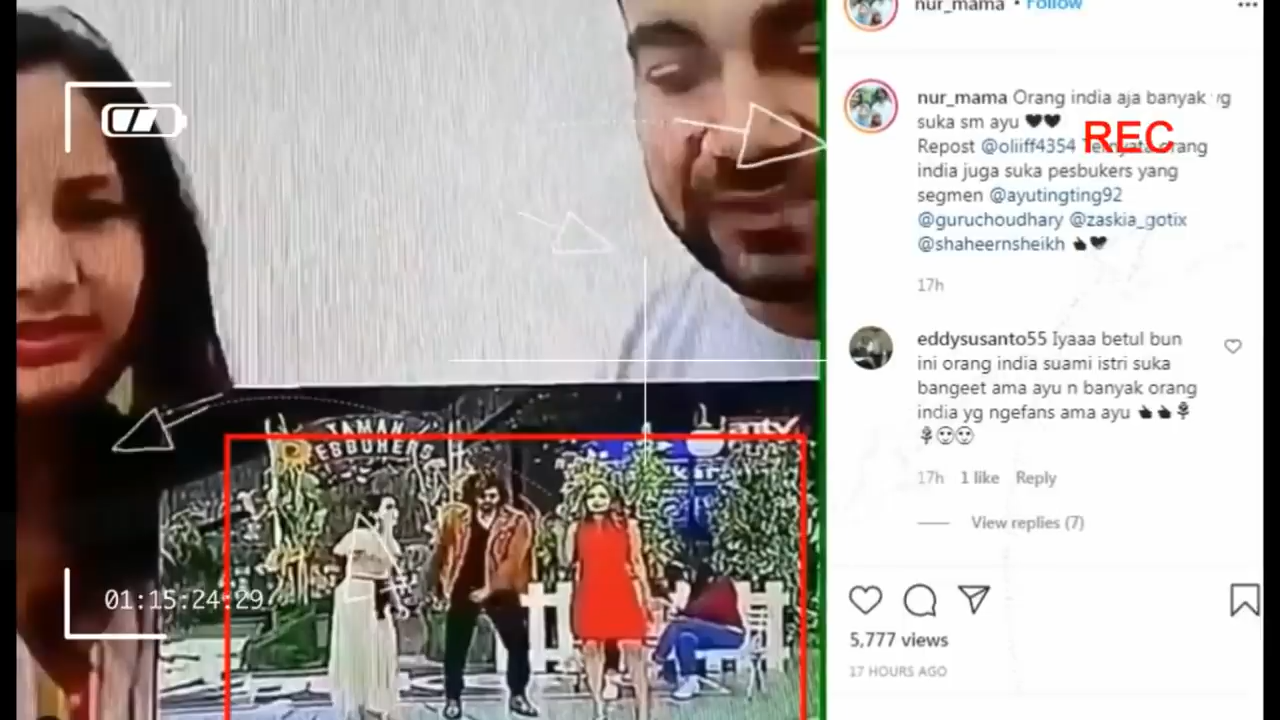 nur_mama • Follow
nur_mama Orang india aja banyak yg
suka sm ayu 🖤🖤
REC
Repost @oliiff4354 Ternyata orang
india juga suka pesbukers yang
segmen @ayutingting92
@guruchoudhary @zaskia_gotix
@shaheernsheikh 👍🖤
17h
eddysusanto55 Iyaaa betul bun
ini orang india suami istri suka
bangeet ama ayu n banyak orang
india yg ngefans ama ayu 👍👍⚘
⚘☺☺
17h 1 like Reply
View replies (7)
TAMAN
ESBUKERS
antv
01:15:24:29
5,777 views
17 HOURS AGO